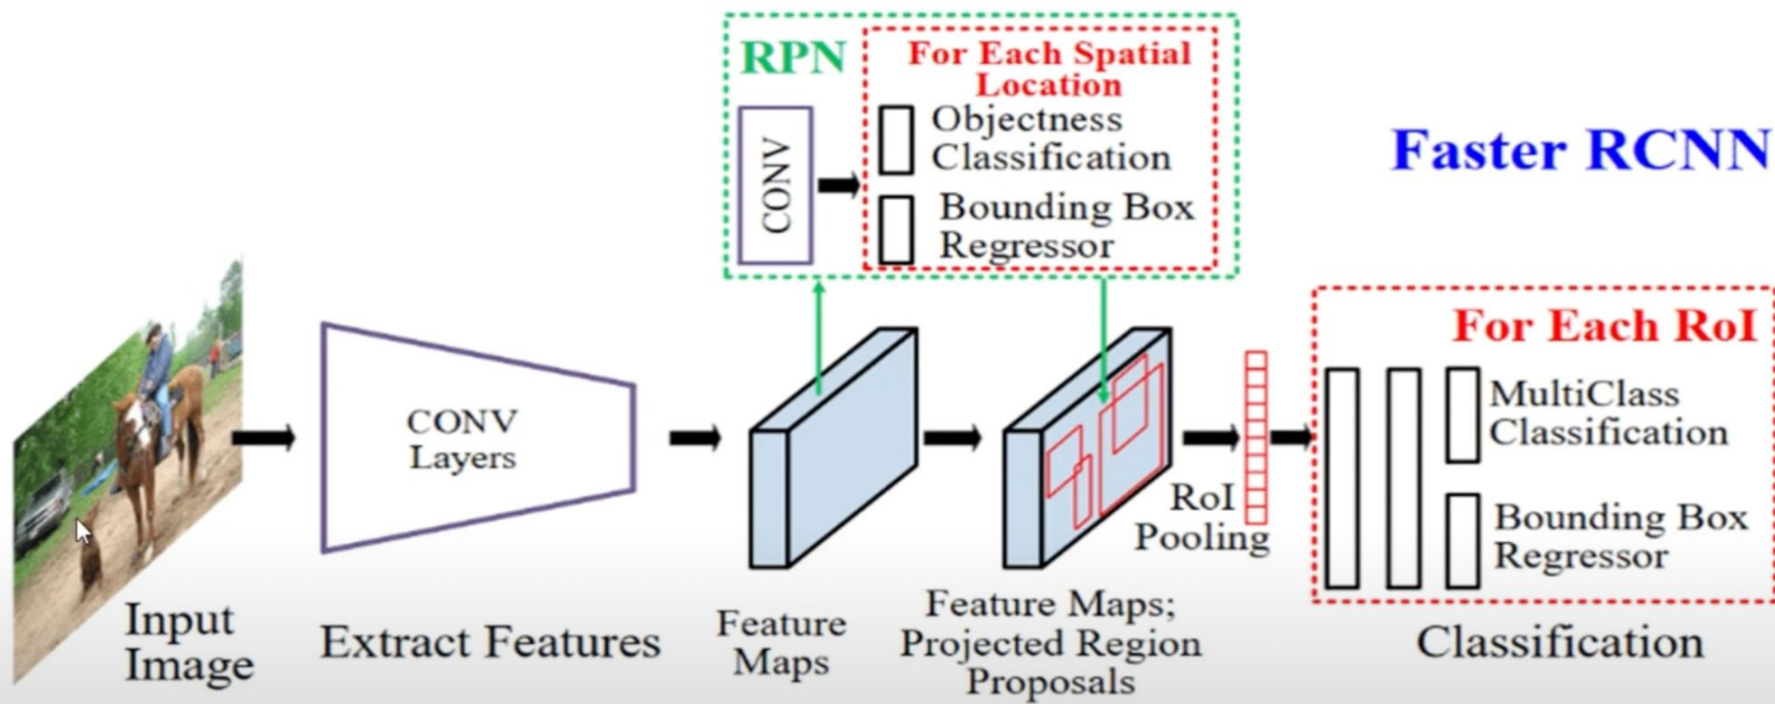 RPN
For Each Spatial
Location
CONV
Objectness
Classification
Bounding Box
Regressor
Faster RCNN
CONV
Layers
For Each RoI
MultiClass
Classification
Bounding Box
Regressor
RoI
Pooling
Input
Image
Extract Features
Feature
Maps
Feature Maps;
Projected Region
Proposals
Classification